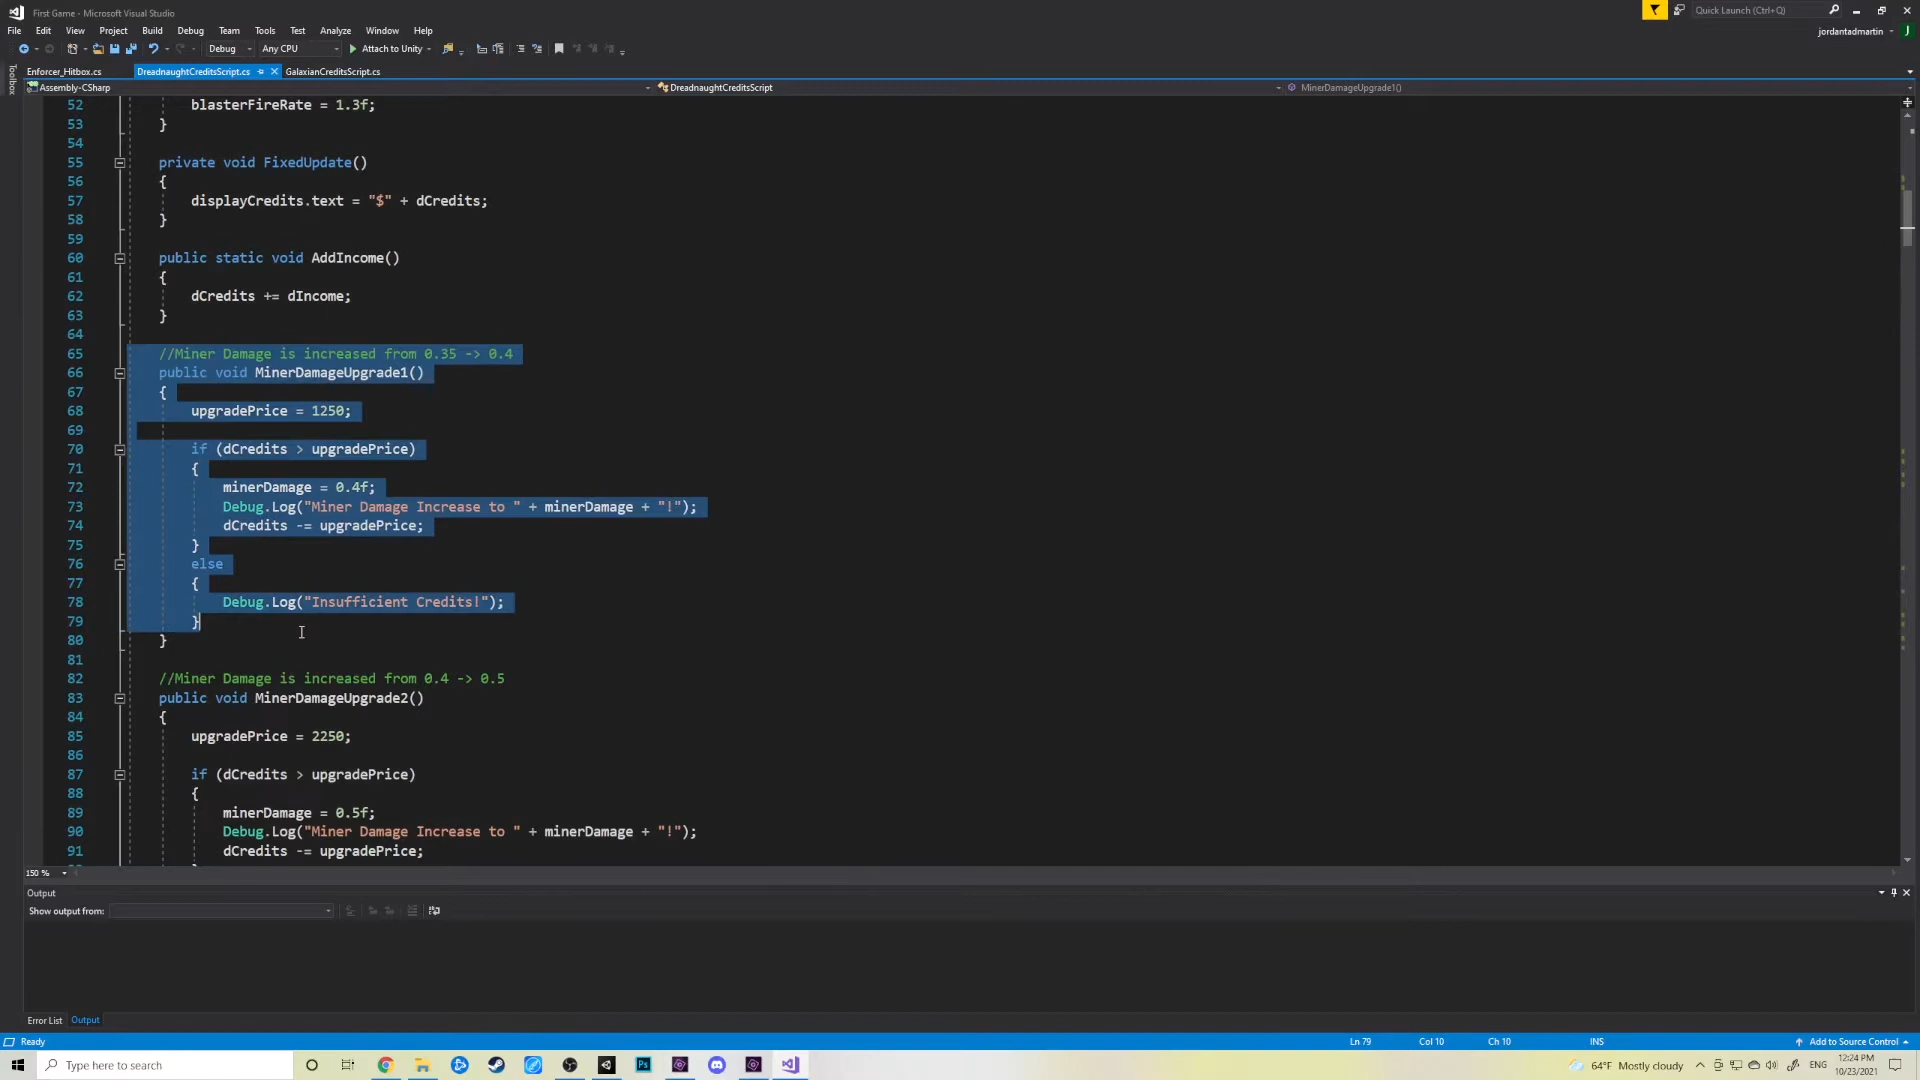 First Game - Microsoft Visual Studio
Quick Launch (Ctrl+Q)
File Edit View Project Build Debug Team Tools Test Analyze Window Help
jordantadmartin J
Debug Any CPU Attach to Unity
Toolbox
Enforcer_Hitbox.cs DreadnaughtCreditsScript.cs GalaxianCreditsScript.cs
Assembly-CSharp DreadnaughtCreditsScript MinerDamageUpgrade1()
52 blasterFireRate = 1.3f;
53 }
54
55 private void FixedUpdate()
56 {
57 displayCredits.text = "$" + dCredits;
58 }
59
60 public static void AddIncome()
61 {
62 dCredits += dIncome;
63 }
64
65 //Miner Damage is increased from 0.35 -> 0.4
66 public void MinerDamageUpgrade1()
67 {
68 upgradePrice = 1250;
69
70 if (dCredits > upgradePrice)
71 {
72 minerDamage = 0.4f;
73 Debug.Log("Miner Damage Increase to " + minerDamage + "!");
74 dCredits -= upgradePrice;
75 }
76 else
77 {
78 Debug.Log("Insufficient Credits!");
79 }
80 }
81
82 //Miner Damage is increased from 0.4 -> 0.5
83 public void MinerDamageUpgrade2()
84 {
85 upgradePrice = 2250;
86
87 if (dCredits > upgradePrice)
88 {
89 minerDamage = 0.5f;
90 Debug.Log("Miner Damage Increase to " + minerDamage + "!");
91 dCredits -= upgradePrice;
150 %
Output
Show output from:
Error List Output
Ready Ln 79 Col 10 Ch 10 INS Add to Source Control
Type here to search
Ps
64°F Mostly cloudy ENG
12:24 PM
10/23/2021